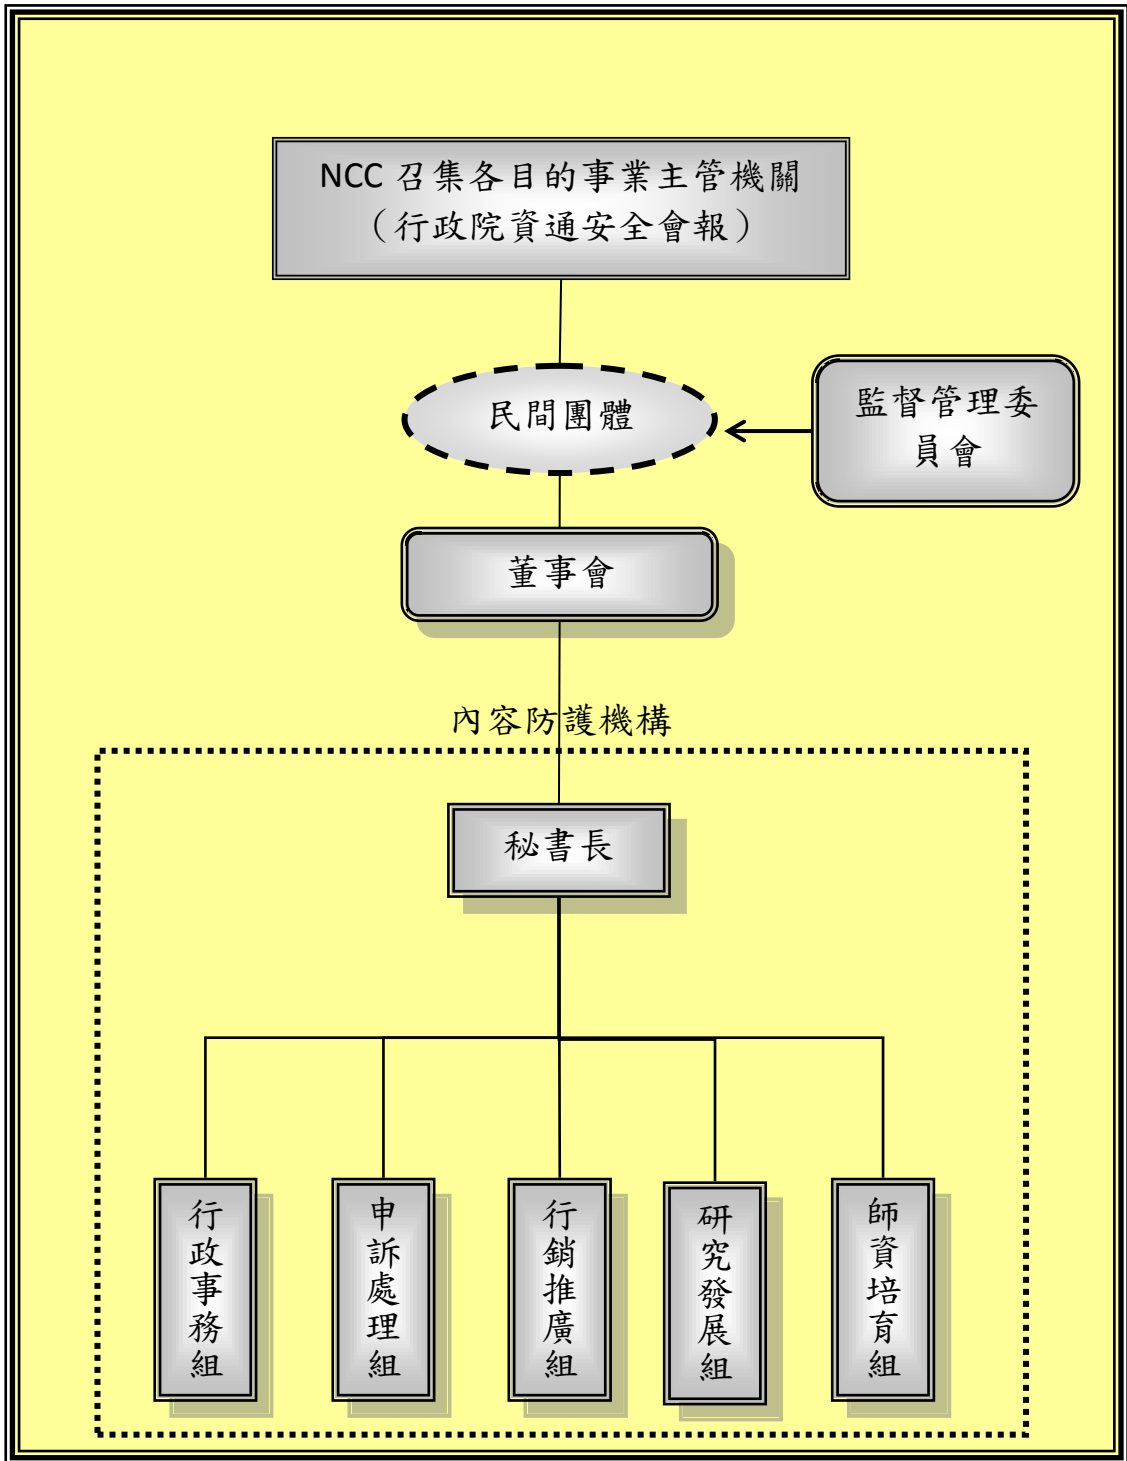 NCC 召集各目的事業主管機關
（行政院資通安全會報）
民間團體
監督管理委
員會
董事會
內容防護機構
秘書長
行政事務組
申訴處理組
行銷推廣組
研究發展組
師資培育組